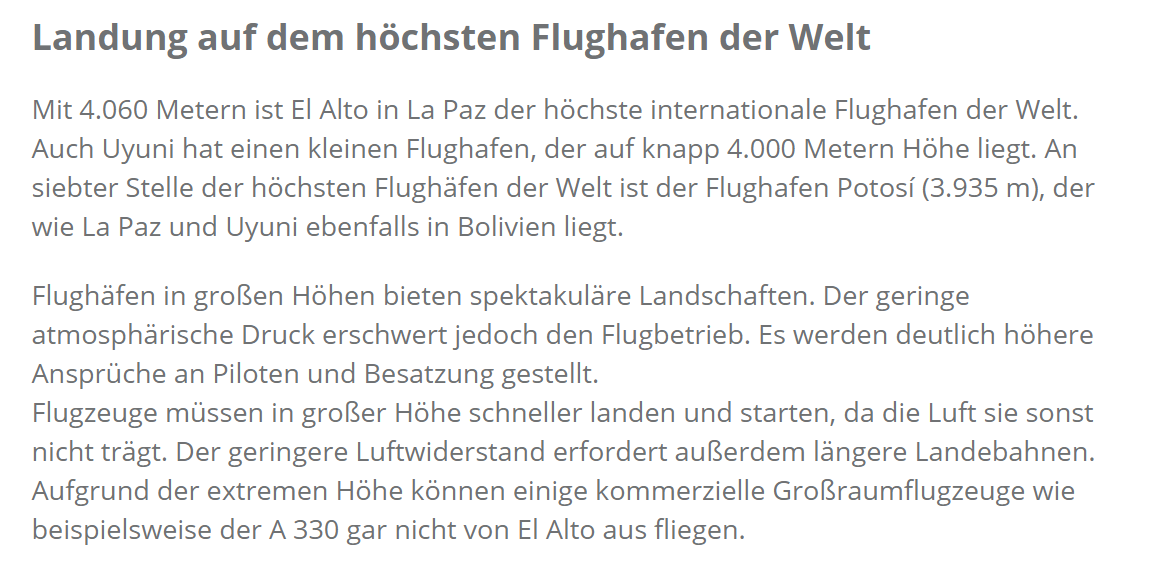 Landung auf dem höchsten Flughafen der Welt
Mit 4.060 Metern ist El Alto in La Paz der höchste internationale Flughafen der Welt.
Auch Uyuni hat einen kleinen Flughafen, der auf knapp 4.000 Metern Höhe liegt. An
siebter Stelle der höchsten Flughäfen der Welt ist der Flughafen Potosí (3.935 m), der
wie La Paz und Uyuni ebenfalls in Bolivien liegt.
Flughäfen in großen Höhen bieten spektakuläre Landschaften. Der geringe
atmosphärische Druck erschwert jedoch den Flugbetrieb. Es werden deutlich höhere
Ansprüche an Piloten und Besatzung gestellt.
Flugzeuge müssen in großer Höhe schneller landen und starten, da die Luft sie sonst
nicht trägt. Der geringere Luftwiderstand erfordert außerdem längere Landebahnen.
Aufgrund der extremen Höhe können einige kommerzielle Großraumflugzeuge wie
beispielsweise der A 330 gar nicht von El Alto aus fliegen.